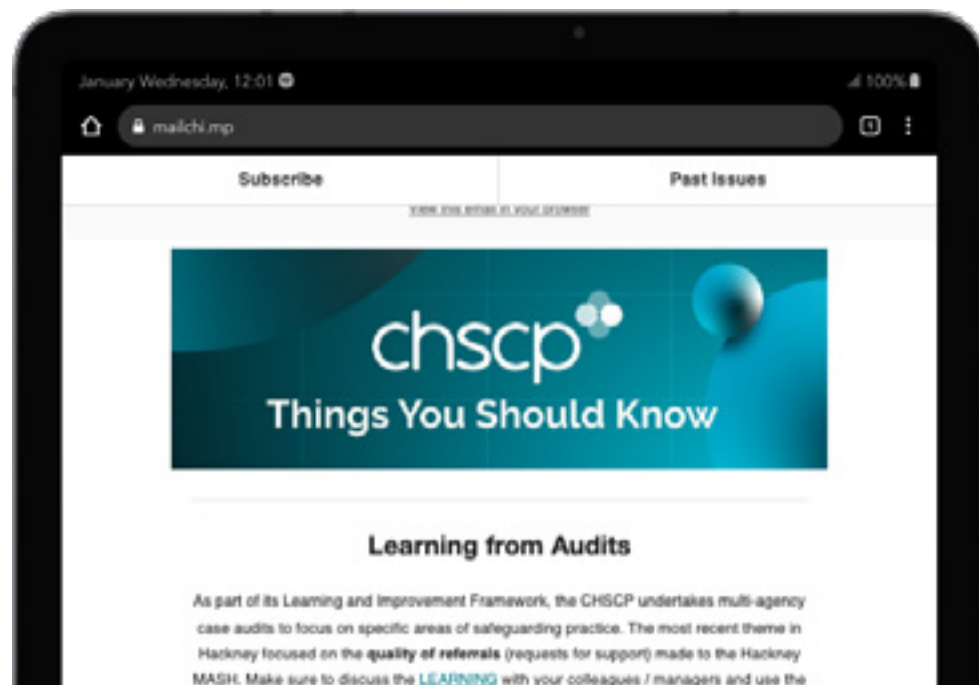 January Wednesday, 12:01
100%
mailchi.mp
1
Subscribe
Past Issues
View this email in your browser
chscp
Things You Should Know
Learning from Audits
As part of its Learning and Improvement Framework, the CHSCP undertakes multi-agency
case audits to focus on specific areas of safeguarding practice. The most recent theme in
Hackney focused on the quality of referrals (requests for support) made to the Hackney
MASH. Make sure to discuss the LEARNING with your colleagues / managers and use the